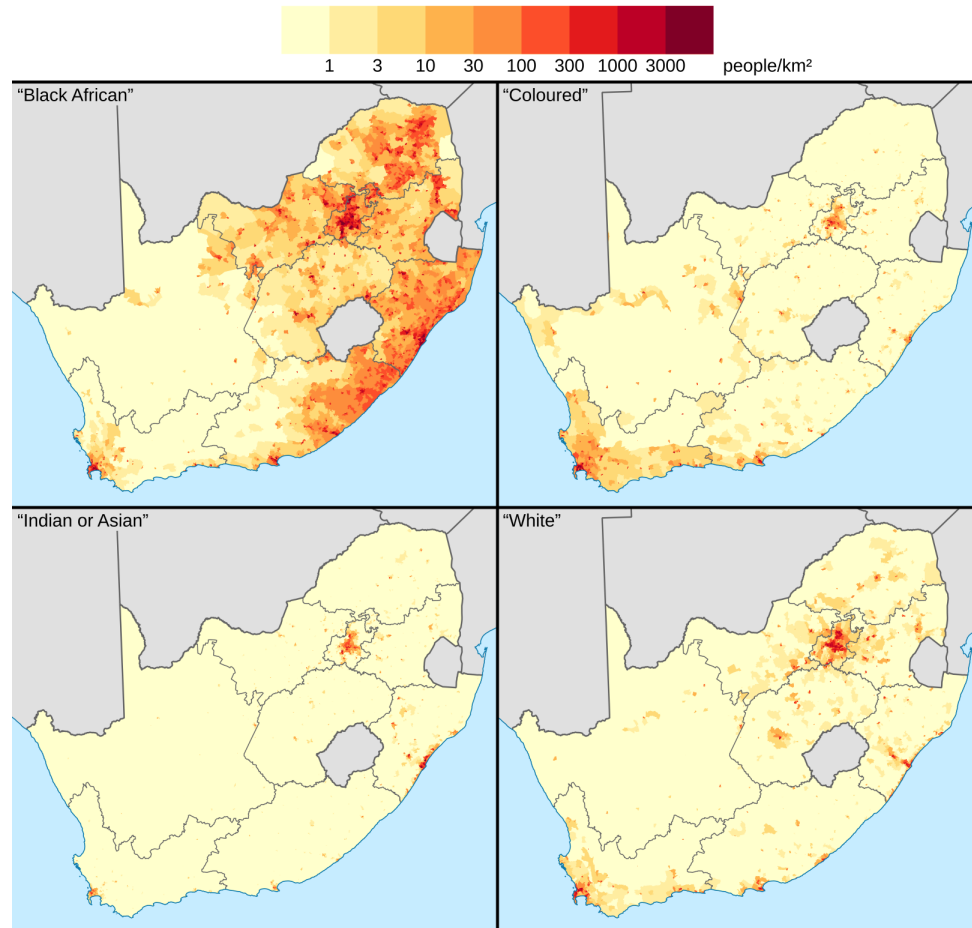 1 3 10 30 100 300 1000 3000 people/km²
“Black African”
“Coloured”
“Indian or Asian”
“White”